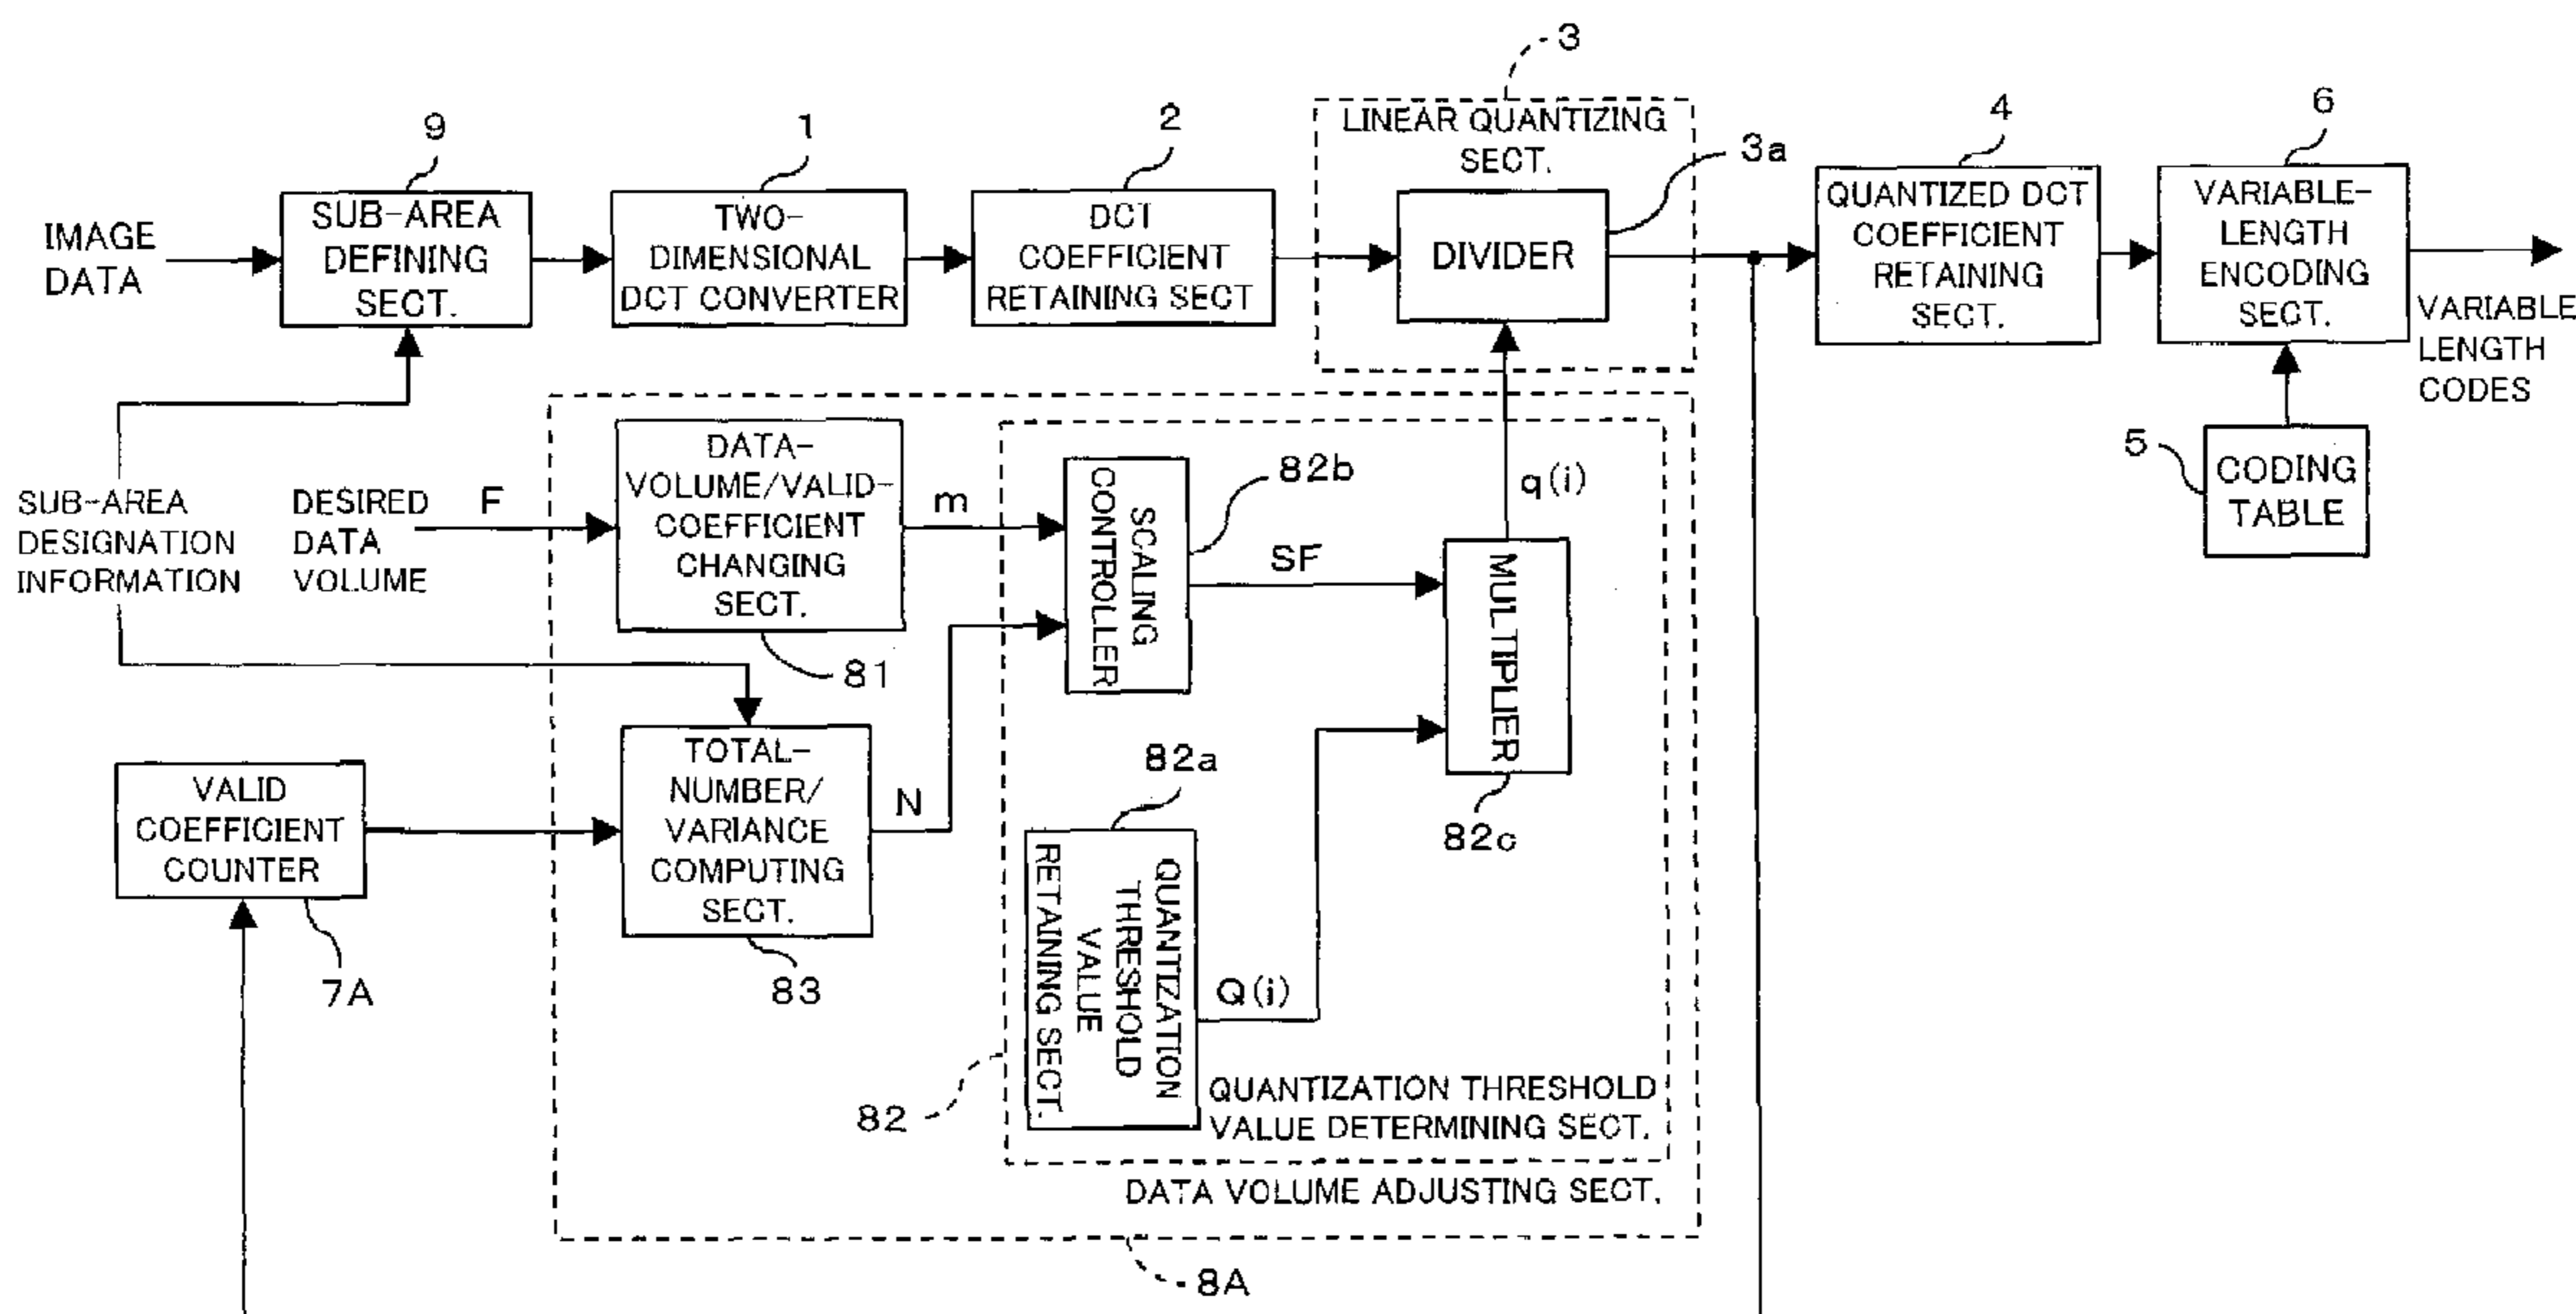 3
9
1
2
LINEAR QUANTIZING
SECT.
3a
4
6
IMAGE
DATA
SUB-AREA
DEFINING
SECT.
TWO-
DIMENSIONAL
DCT CONVERTER
DCT
COEFFICIENT
RETAINING SECT
DIVIDER
QUANTIZED DCT
COEFFICIENT
RETAINING
SECT.
VARIABLE-
LENGTH
ENCODING
SECT.
VARIABLE
LENGTH
CODES
5
CODING
TABLE
SUB-AREA
DESIGNATION
INFORMATION
DESIRED
DATA
VOLUME
F
DATA-
VOLUME/VALID-
COEFFICIENT
CHANGING
SECT.
81
m
SCALING
CONTROLLER
82b
SF
q(i)
MULTIPLIER
82c
VALID
COEFFICIENT
COUNTER
7A
TOTAL-
NUMBER/
VARIANCE
COMPUTING
SECT.
83
N
82a
QUANTIZATION
THRESHOLD
VALUE
RETAINING SECT.
Q(i)
82
QUANTIZATION THRESHOLD
VALUE DETERMINING SECT.
DATA VOLUME ADJUSTING SECT.
8A